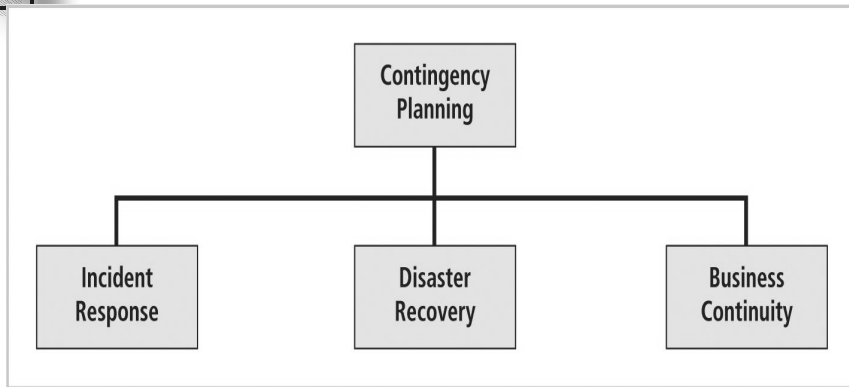 Contingency
Planning
Incident
Response
Disaster
Recovery
Business
Continuity